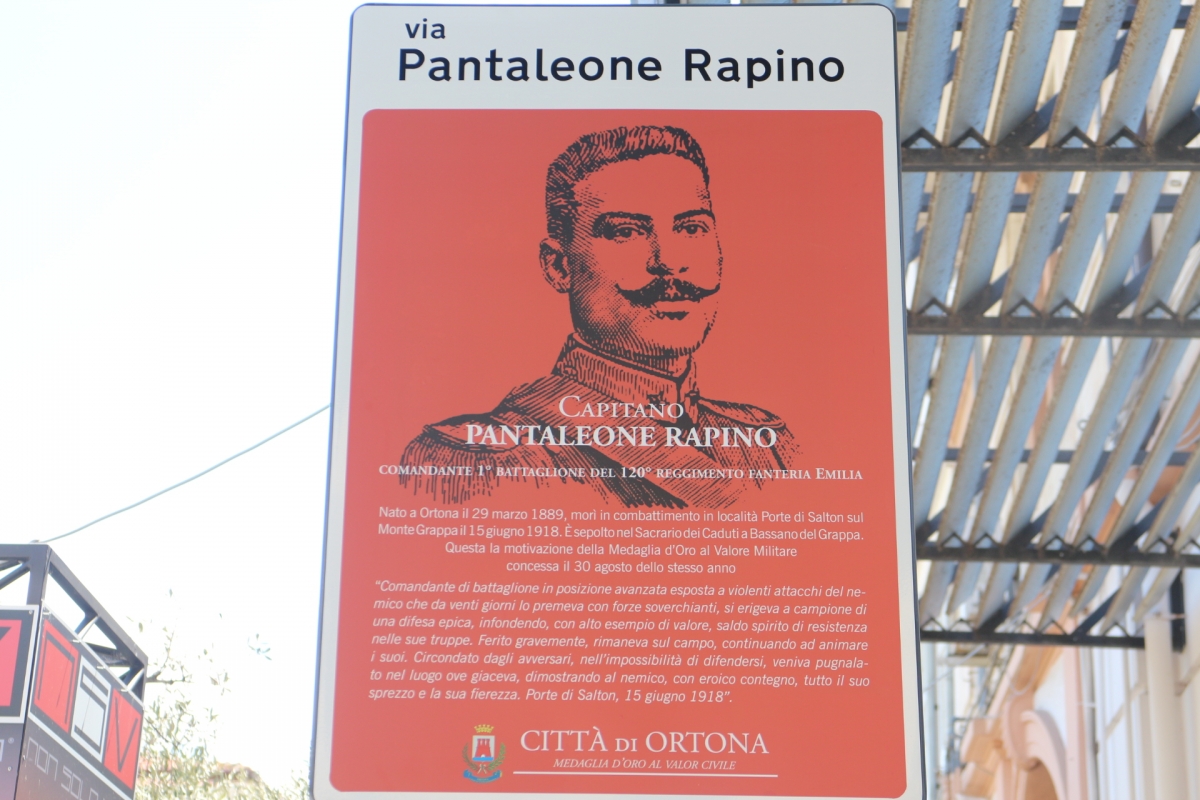 via
Pantaleone Rapino
CAPITANO
PANTALEONE RAPINO
COMANDANTE 1° BATTAGLIONE DEL 120° REGGIMENTO FANTERIA EMILIA
Nato a Ortona il 29 marzo 1889, morì in combattimento in località Porte di Salton sul
Monte Grappa il 15 giugno 1918. È sepolto nel Sacrario dei Caduti a Bassano del Grappa.
Questa la motivazione della Medaglia d'Oro al Valore Militare
concessa il 30 agosto dello stesso anno
"Comandante di battaglione in posizione avanzata esposta a violenti attacchi del ne-
mico che da venti giorni lo premeva con forze soverchianti, si erigeva a campione di
una difesa epica, infondendo, con alto esempio di valore, saldo spirito di resistenza
nelle sue truppe. Ferito gravemente, rimaneva sul campo, continuando ad animare
i suoi. Circondato dagli avversari, nell'impossibilità di difendersi, veniva pugnala-
to nel luogo ove giaceva, dimostrando al nemico, con eroico contegno, tutto il suo
sprezzo e la sua fierezza. Porte di Salton, 15 giugno 1918".
CITTÀ DI ORTONA
MEDAGLIA D'ORO AL VALOR CIVILE
NON SOLO